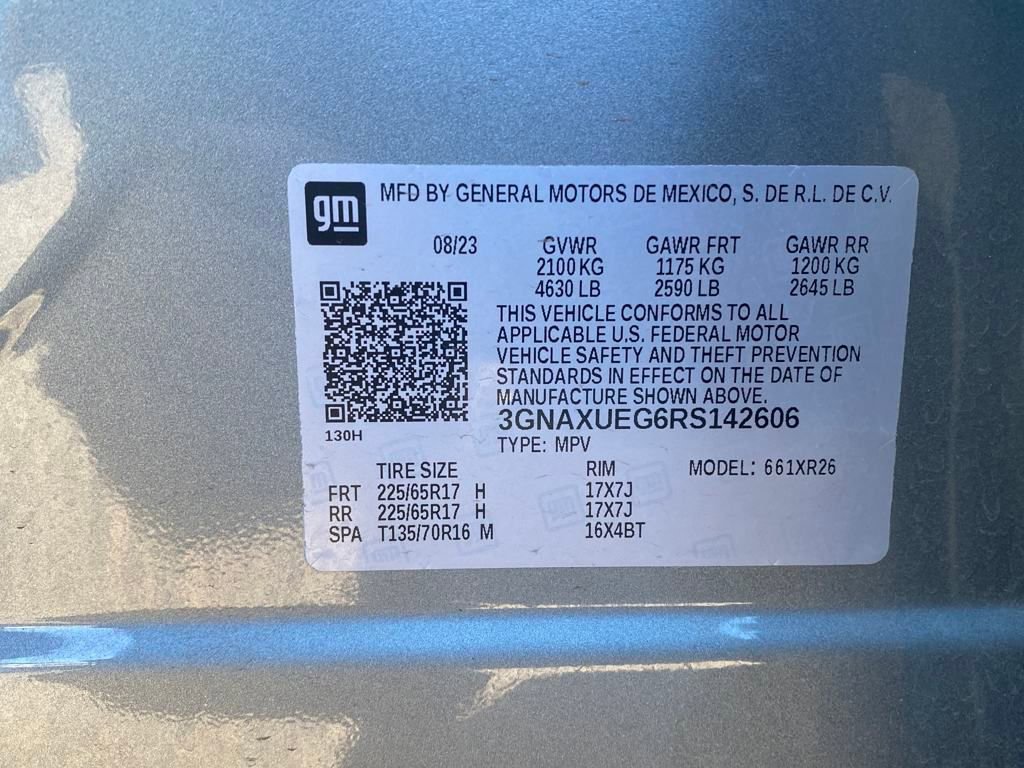 gm
MFD BY GENERAL MOTORS DE MEXICO, S. DE R.L. DE C.V.
08/23 GVWR GAWR FRT GAWR RR
2100 KG 1175 KG 1200 KG
4630 LB 2590 LB 2645 LB
THIS VEHICLE CONFORMS TO ALL
APPLICABLE U.S. FEDERAL MOTOR
VEHICLE SAFETY AND THEFT PREVENTION
STANDARDS IN EFFECT ON THE DATE OF
MANUFACTURE SHOWN ABOVE.
3GNAXUEG6RS142606
130H
TYPE: MPV
TIRE SIZE RIM MODEL: 661XR26
FRT 225/65R17 H 17X7J
RR 225/65R17 H 17X7J
SPA T135/70R16 M 16X4BT